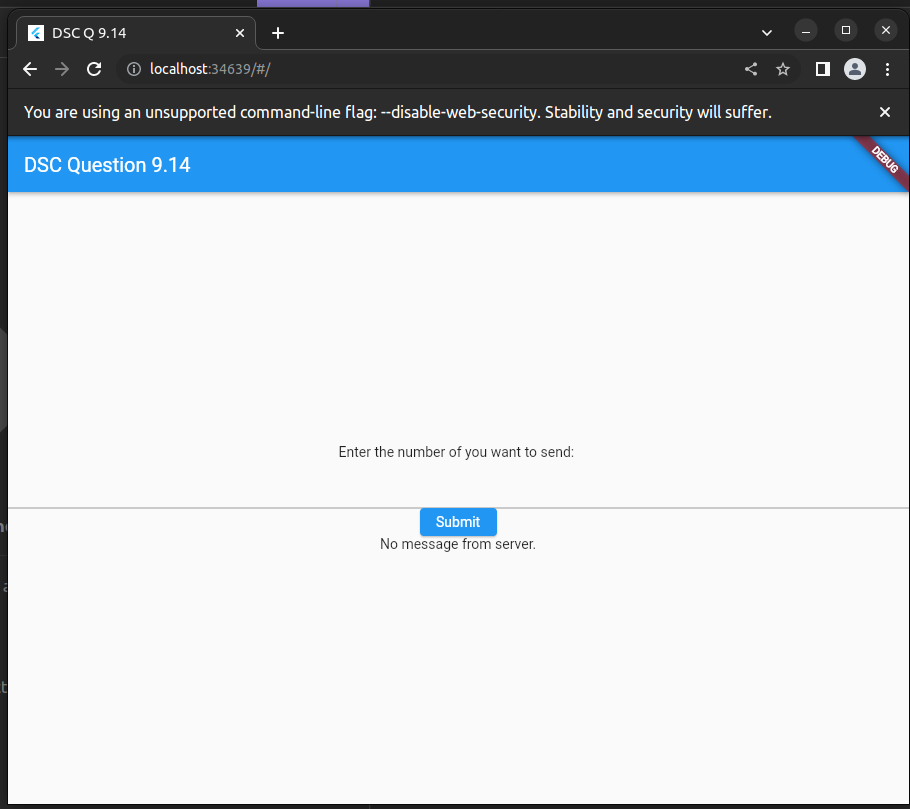 DSC Q 9.14
localhost:34639/#/
You are using an unsupported command-line flag: --disable-web-security. Stability and security will suffer.
DSC Question 9.14
DEBUG
Enter the number of you want to send:
Submit
No message from server.